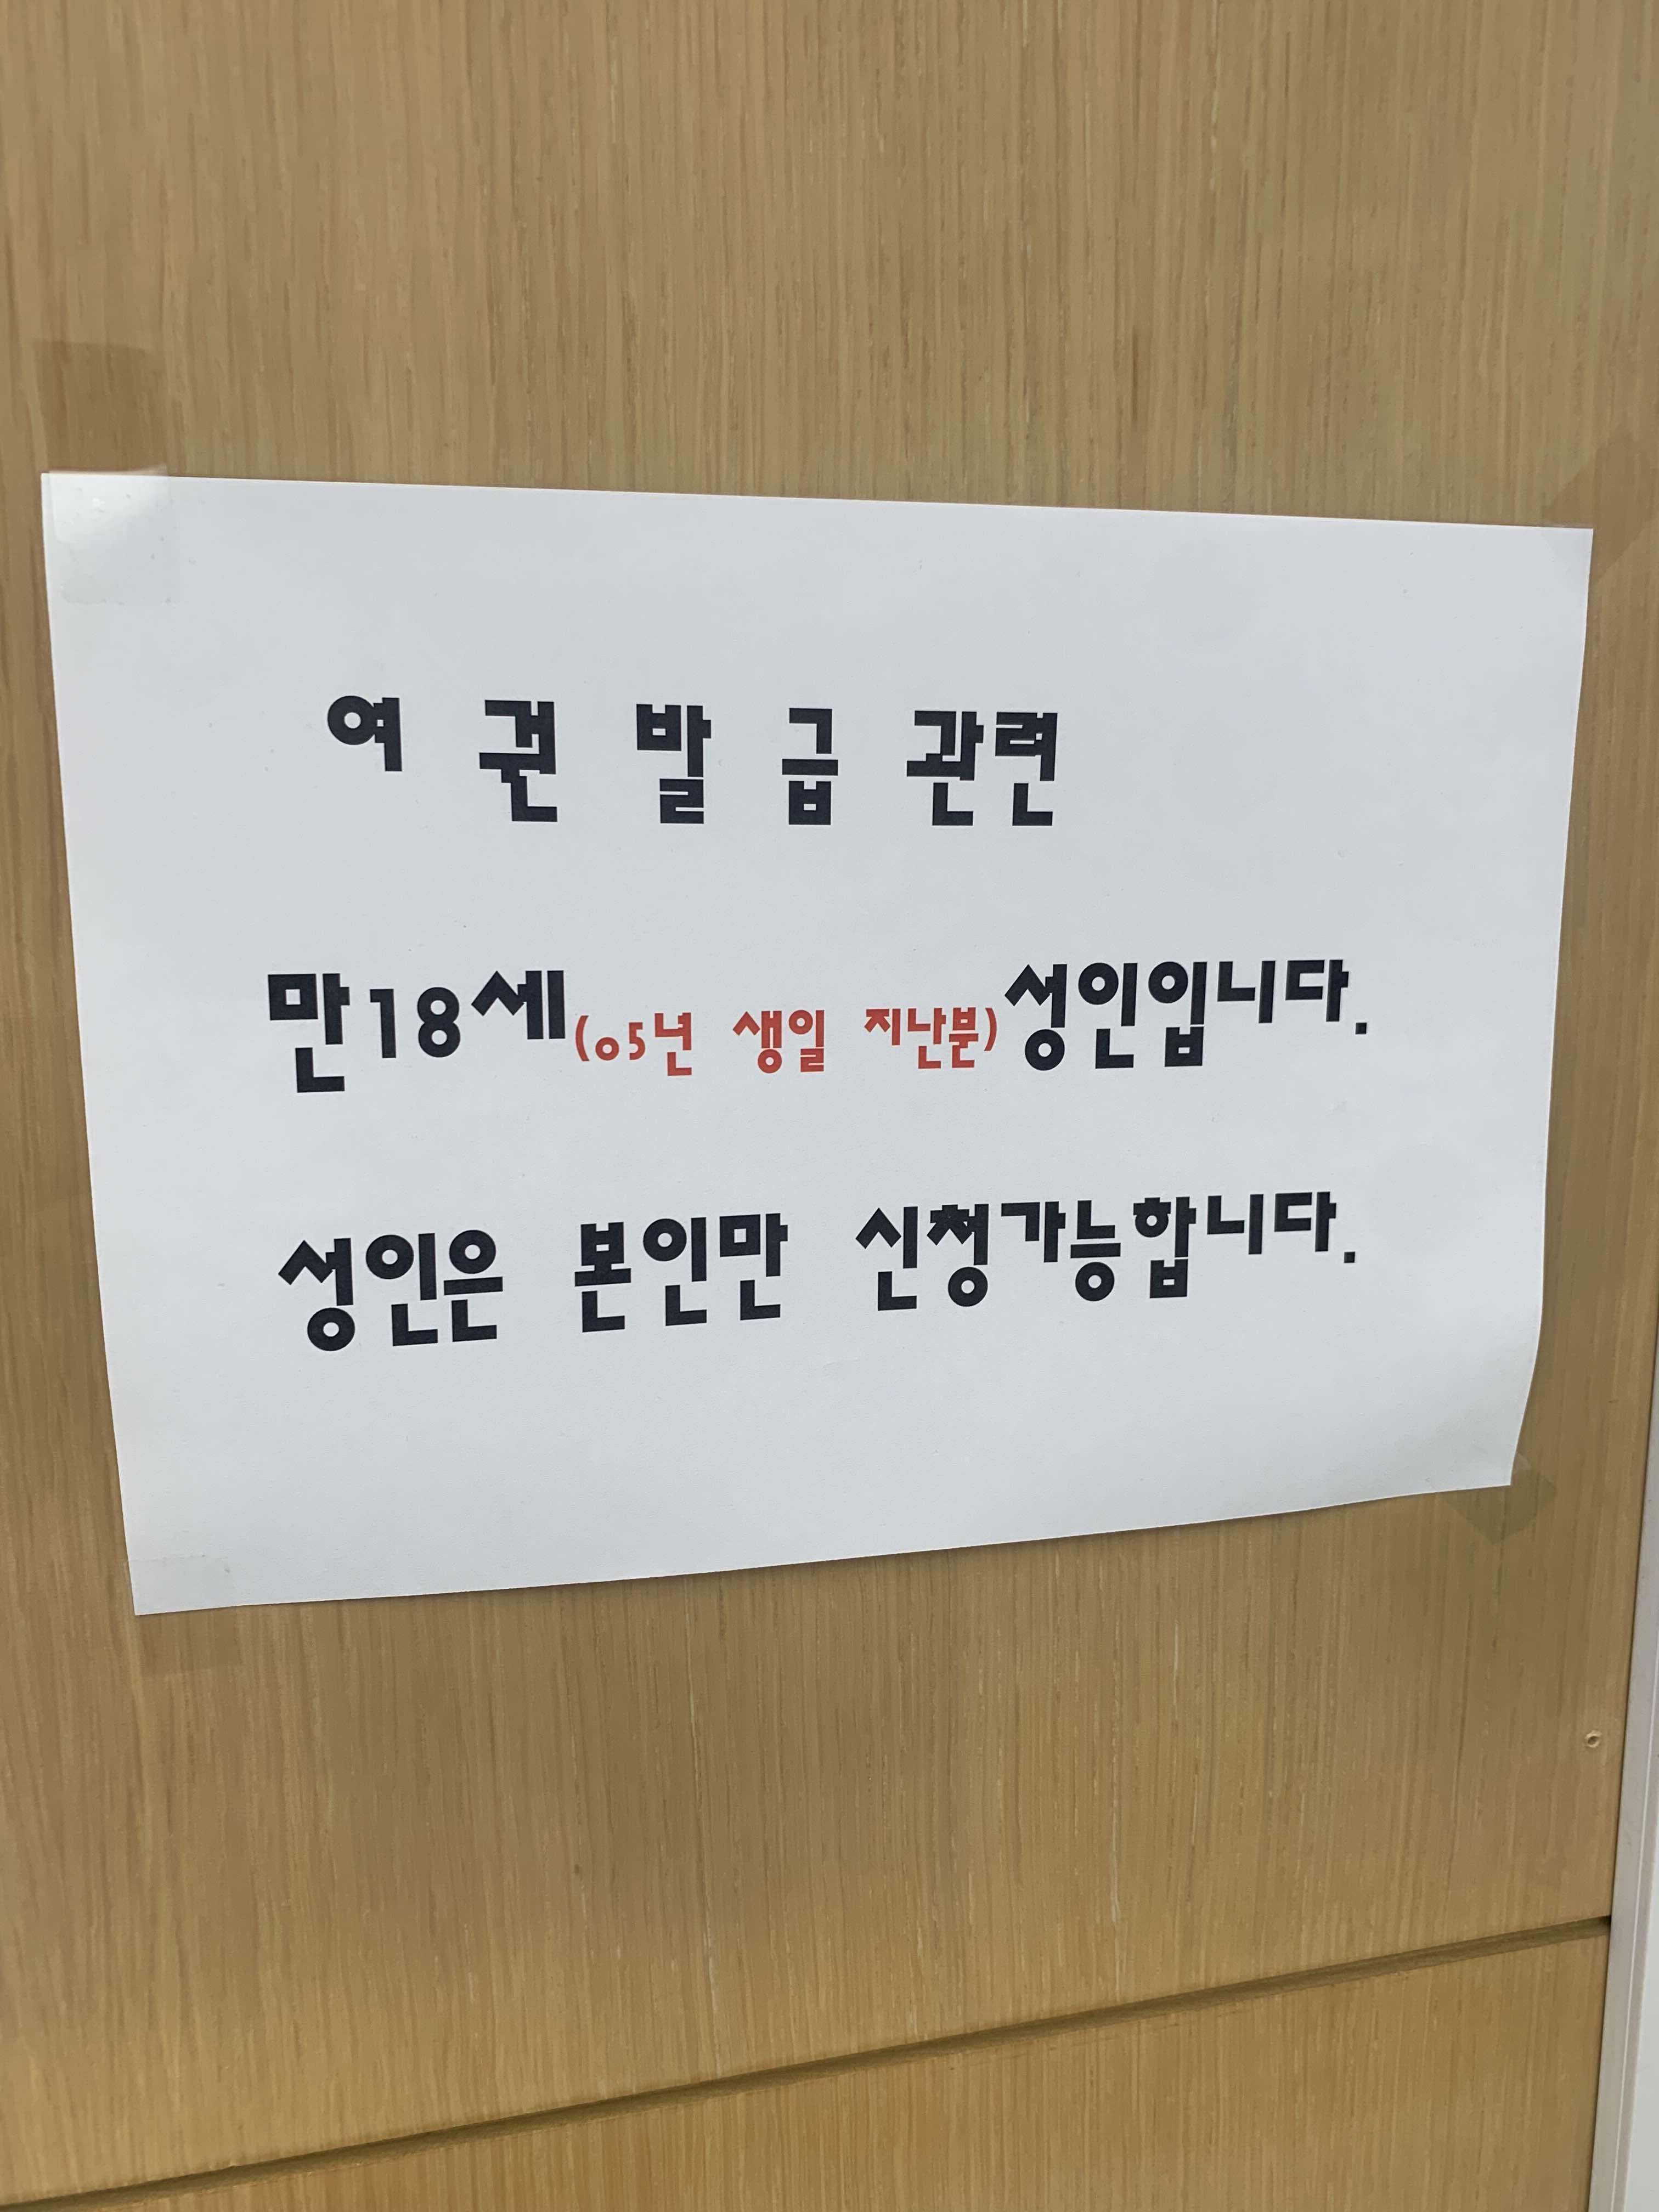 여 권 발 급 관련
만18세(05년 생일 지난분)성인입니다.
성인은 본인만 신청가능합니다.